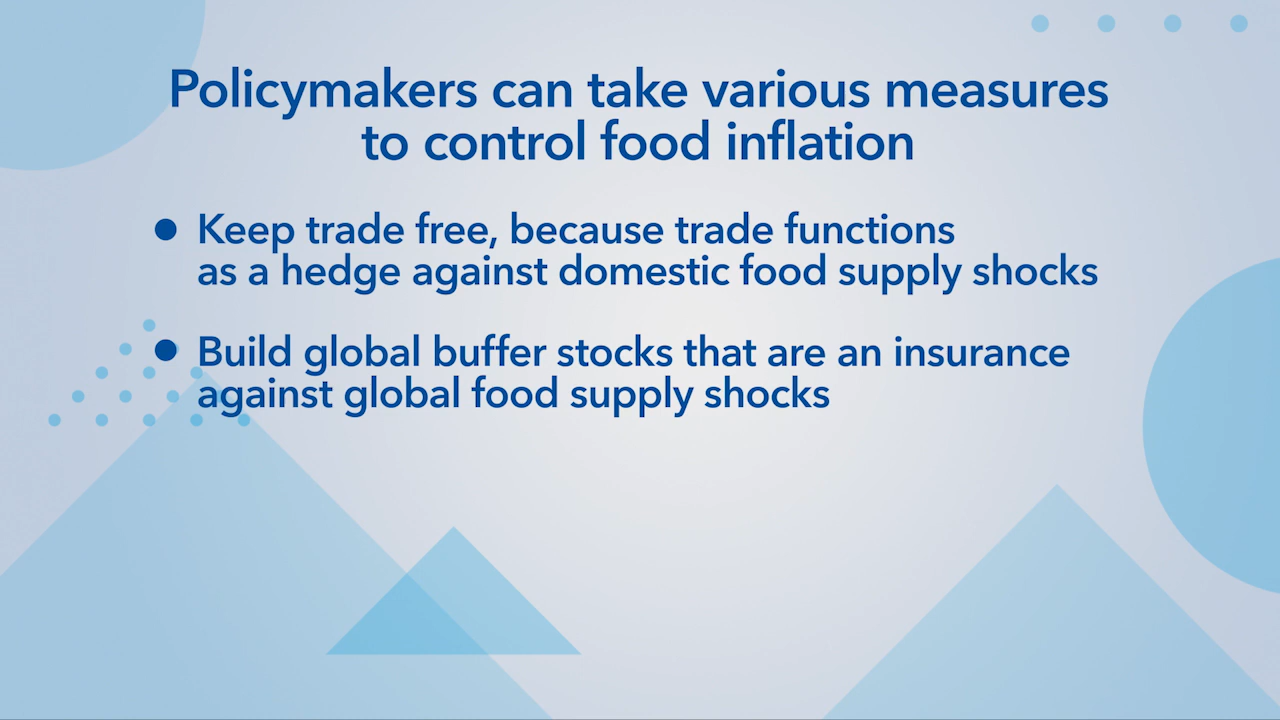 Policymakers can take various measures
to control food inflation
● Keep trade free, because trade functions
as a hedge against domestic food supply shocks
● Build global buffer stocks that are an insurance
against global food supply shocks